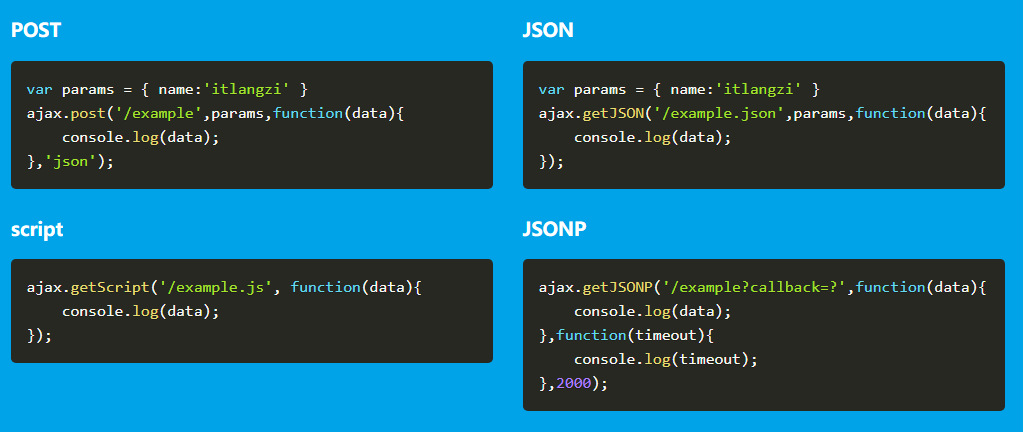 POST
var params = { name:'itlangzi' }
ajax.post('/example',params,function(data){
    console.log(data);
},'json');
JSON
var params = { name:'itlangzi' }
ajax.getJSON('/example.json',params,function(data){
    console.log(data);
});
script
ajax.getScript('/example.js', function(data){
    console.log(data);
});
JSONP
ajax.getJSONP('/example?callback=?',function(data){
    console.log(data);
},function(timeout){
    console.log(timeout);
},2000);